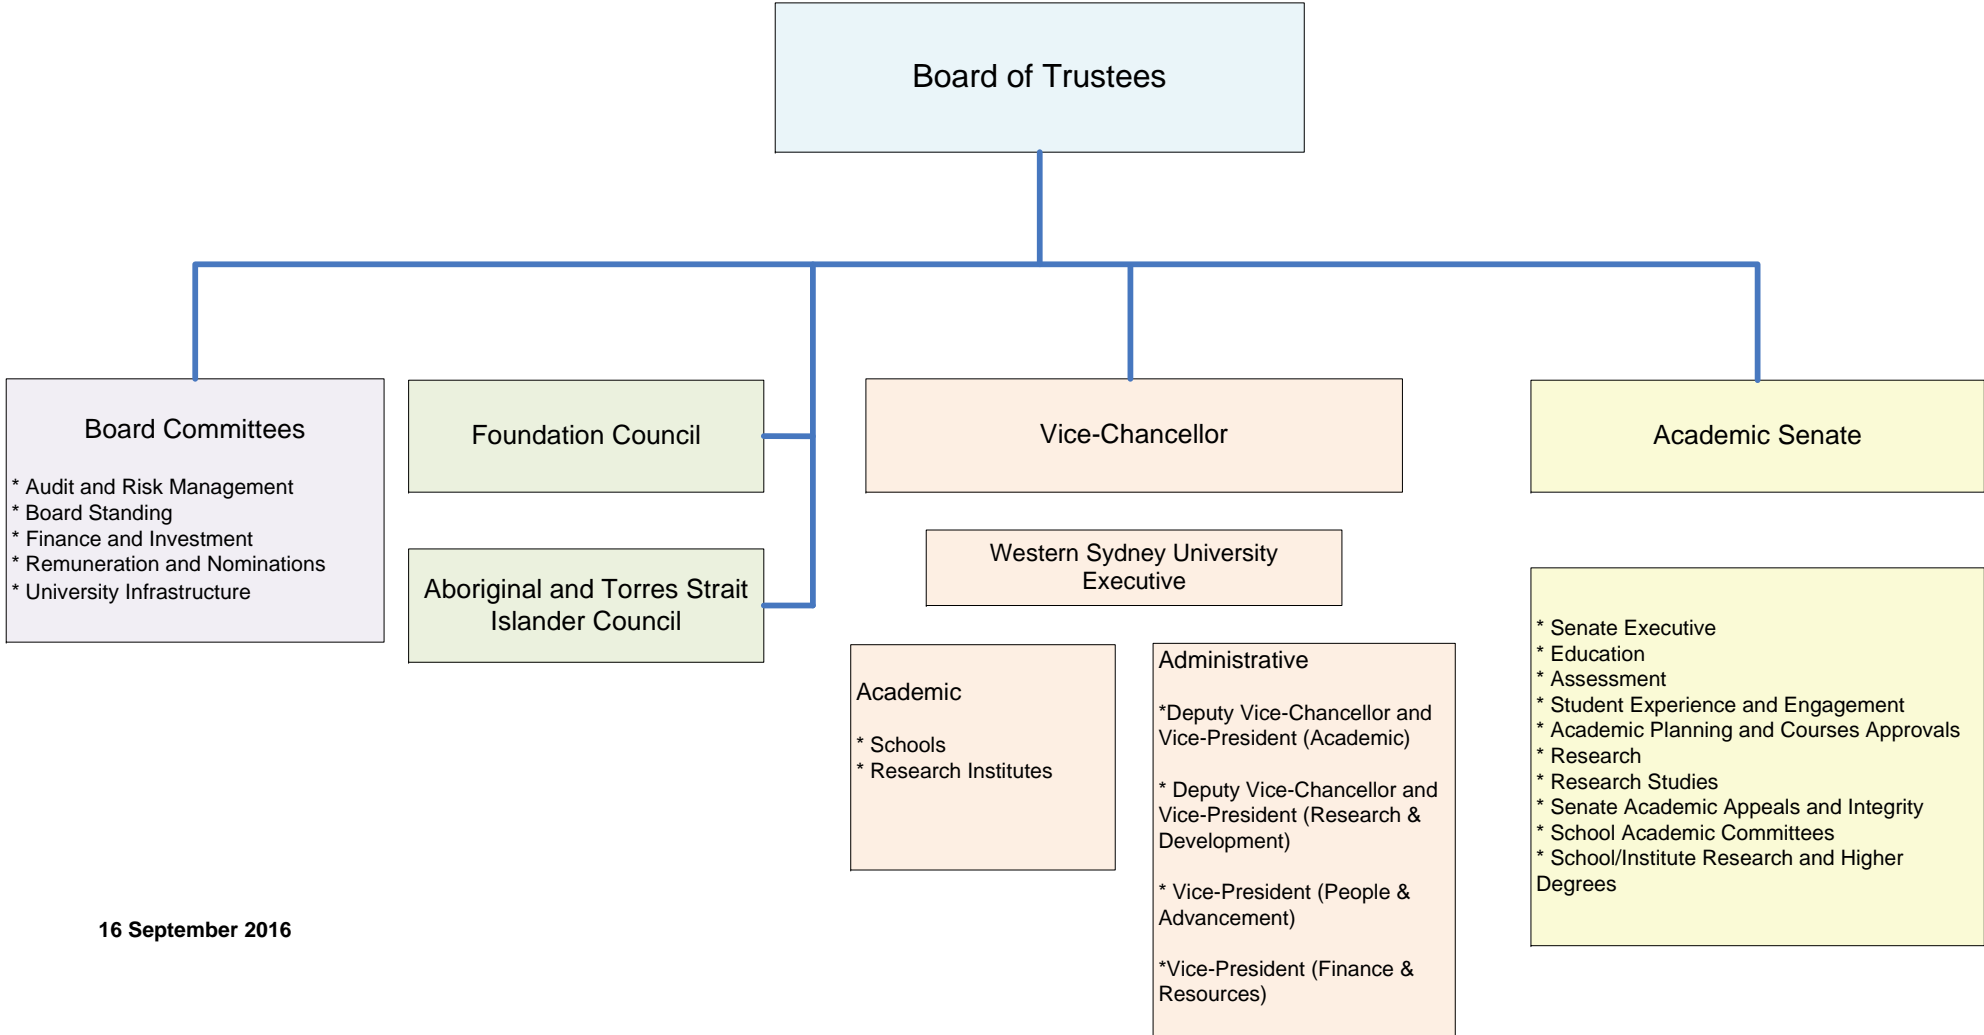 Board of Trustees
Board Committees
* Audit and Risk Management
* Board Standing
* Finance and Investment
* Remuneration and Nominations
* University Infrastructure
Foundation Council
Aboriginal and Torres Strait
Islander Council
Vice-Chancellor
Western Sydney University
Executive
Academic
* Schools
* Research Institutes
Administrative
*Deputy Vice-Chancellor and
Vice-President (Academic)
* Deputy Vice-Chancellor and
Vice-President (Research &
Development)
* Vice-President (People &
Advancement)
*Vice-President (Finance &
Resources)
Academic Senate
* Senate Executive
* Education
* Assessment
* Student Experience and Engagement
* Academic Planning and Courses Approvals
* Research
* Research Studies
* Senate Academic Appeals and Integrity
* School Academic Committees
* School/Institute Research and Higher
Degrees
16 September 2016